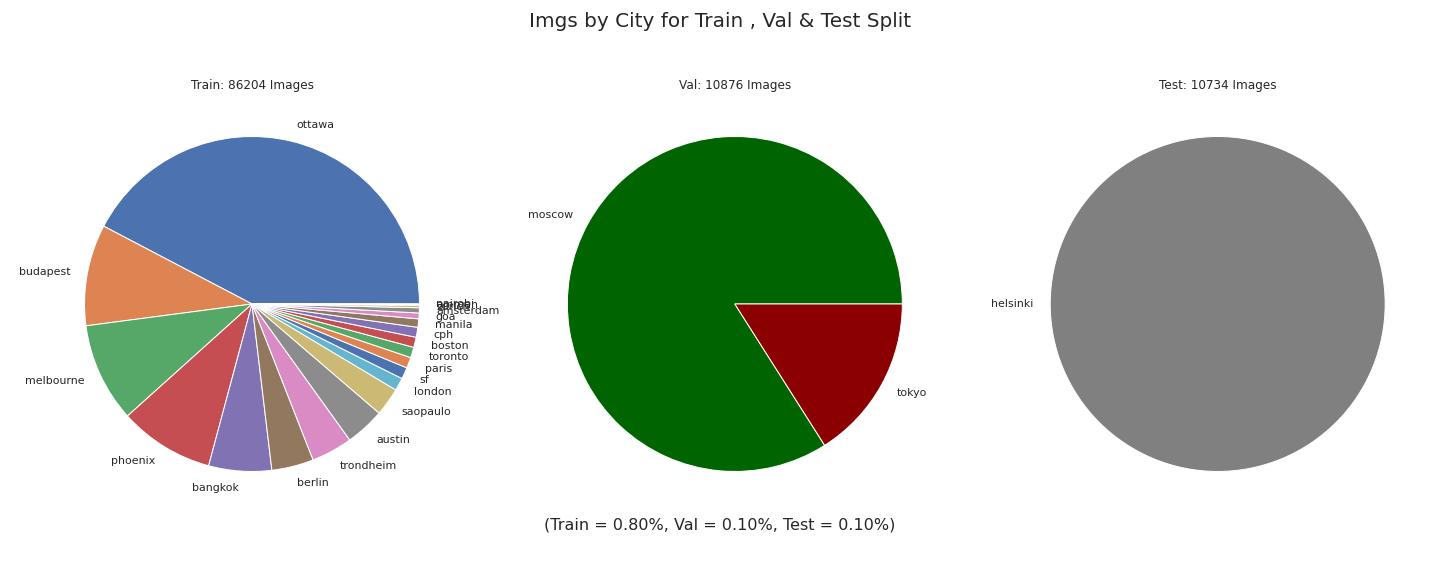 Imgs by City for Train , Val & Test Split
Train: 86204 Images
ottawa
budapest
melbourne
phoenix
bangkok
berlin
trondheim
austin
saopaulo
london
sf
paris
toronto
boston
cph
manila
goa
amsterdam
nairobi
Val: 10876 Images
moscow
tokyo
Test: 10734 Images
helsinki
(Train = 0.80%, Val = 0.10%, Test = 0.10%)